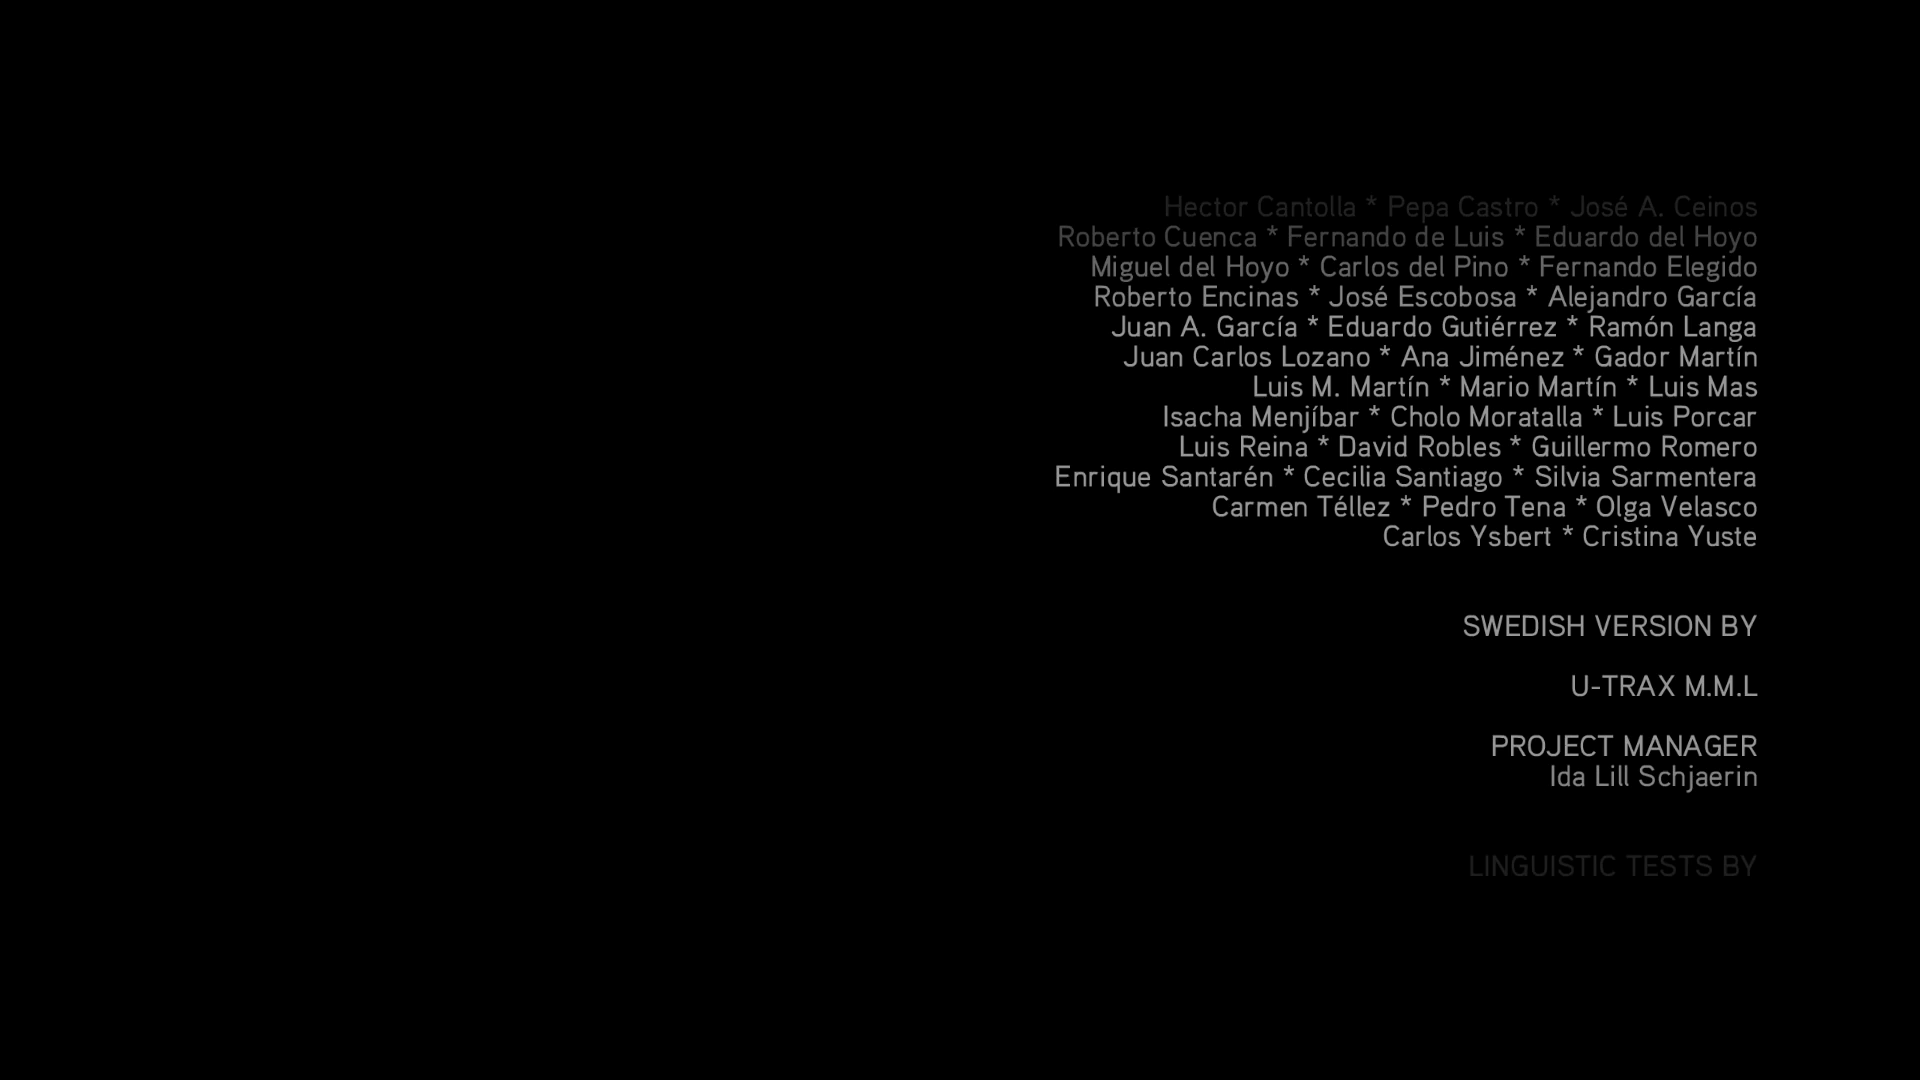 Hector Cantolla * Pepa Castro * José A. Ceinos
Roberto Cuenca * Fernando de Luis * Eduardo del Hoyo
Miguel del Hoyo * Carlos del Pino * Fernando Elegido
Roberto Encinas * José Escobosa * Alejandro García
Juan A. García * Eduardo Gutiérrez * Ramón Langa
Juan Carlos Lozano * Ana Jiménez * Gador Martín
Luis M. Martín * Mario Martín * Luis Mas
Isacha Menjíbar * Cholo Moratalla * Luis Porcar
Luis Reina * David Robles * Guillermo Romero
Enrique Santarén * Cecilia Santiago * Silvia Sarmentera
Carmen Téllez * Pedro Tena * Olga Velasco
Carlos Ysbert * Cristina Yuste
SWEDISH VERSION BY
U-TRAX M.M.L
PROJECT MANAGER
Ida Lill Schjaerin
LINGUISTIC TESTS BY